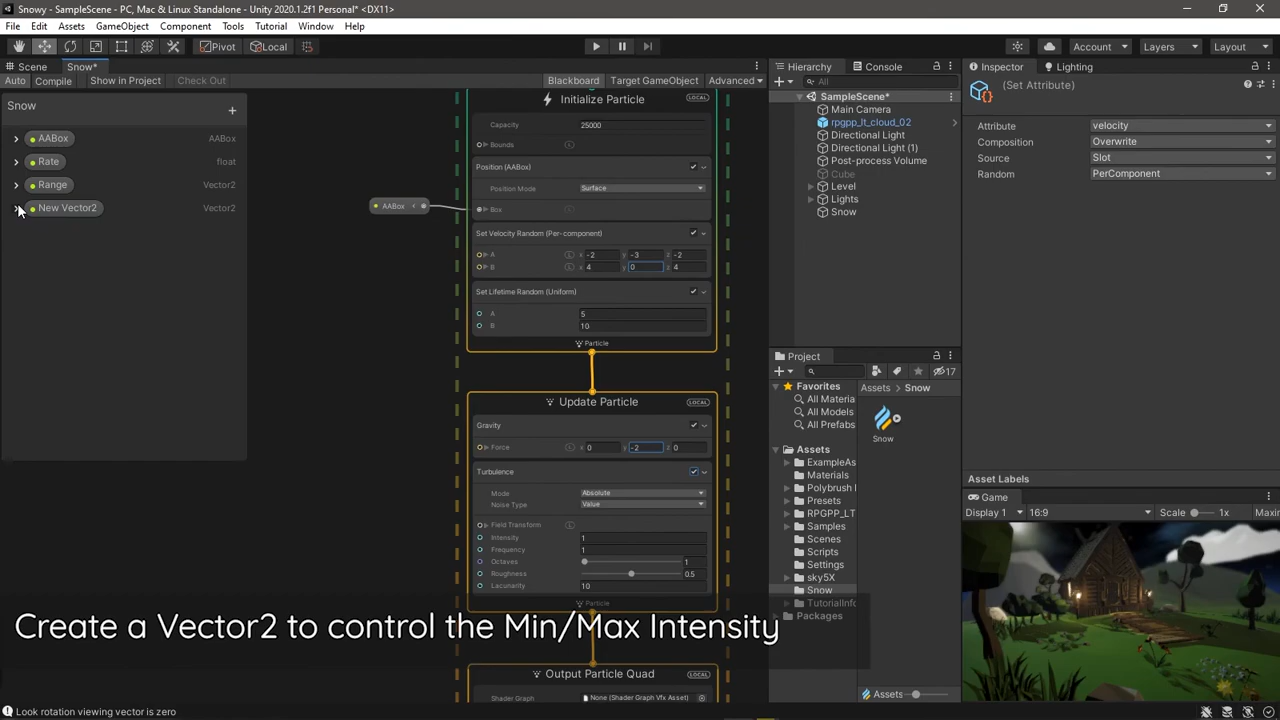 Snowy - SampleScene - PC, Mac & Linux Standalone - Unity 2020.1.2f1 Personal* <DX11>
File Edit Assets GameObject Component Tools Tutorial Window Help
Pivot Local Account Layers Layout
Scene Snow* Hierarchy Console Inspector Lighting
Auto Compile Show in Project Check Out Blackboard Target GameObject Advanced All
Snow
AABox AABox
Rate float
Range Vector2
New Vector2 Vector2
AABox
Initialize Particle LOCAL
Capacity 25000
Bounds L
Position (AABox)
Position Mode Surface
Box
Set Velocity Random (Per-component)
A L x -2 y -3 z -2
B L x 4 y 0 z 4
Set Lifetime Random (Uniform)
A 5
B 10
Particle
Update Particle LOCAL
Gravity
Force L x 0 y -2 z 0
Turbulence
Mode Absolute
Noise Type Value
Field Transform L
Intensity 1
Frequency 1
Octaves 1
Roughness 0.5
Lacunarity 10
Particle
Output Particle Quad LOCAL
Shader Graph None (Shader Graph Vfx Asset)
SampleScene*
Main Camera
rpgpp_lt_cloud_02
Directional Light
Directional Light (1)
Post-process Volume
Cube
Level
Lights
Snow
(Set Attribute)
Attribute velocity
Composition Overwrite
Source Slot
Random PerComponent
Project
17
Favorites
All Materia
All Models
All Prefabs
Assets
ExampleAs
Materials
Polybrush
Presets
RPGPP_LT
Samples
Scenes
Scripts
Settings
sky5X
Snow
TutorialInfo
Packages
Assets > Snow
Snow
Assets
Asset Labels
Game
Display 1 16:9 Scale 1x Maxi
Create a Vector2 to control the Min/Max Intensity
Look rotation viewing vector is zero